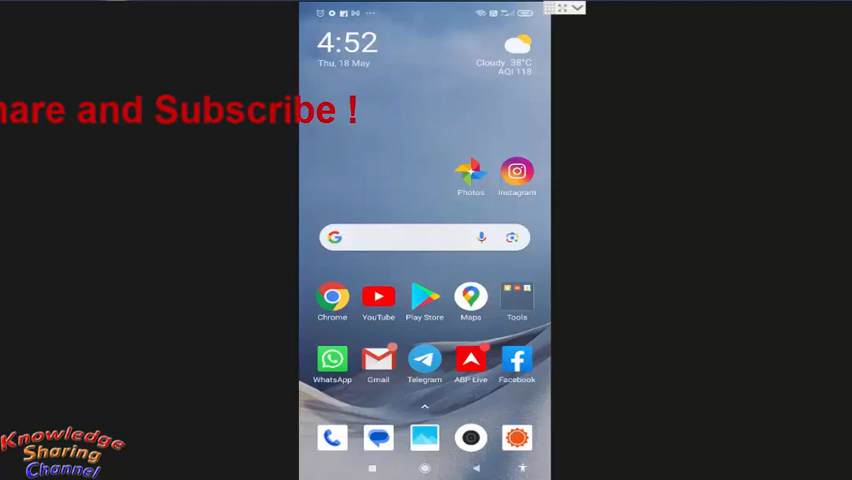 4:52
Thu, 18 May
Cloudy 38°C
AQI 118
hare and Subscribe !
Photos
Instagram
Chrome
YouTube
Play Store
Maps
Tools
WhatsApp
Gmail
Telegram
ABP Live
Facebook
Knowledge
Sharing
Channel